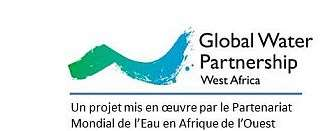 Global Water
Partnership
West Africa
Un projet mis en œuvre par le Partenariat
Mondial de l'Eau en Afrique de l'Ouest